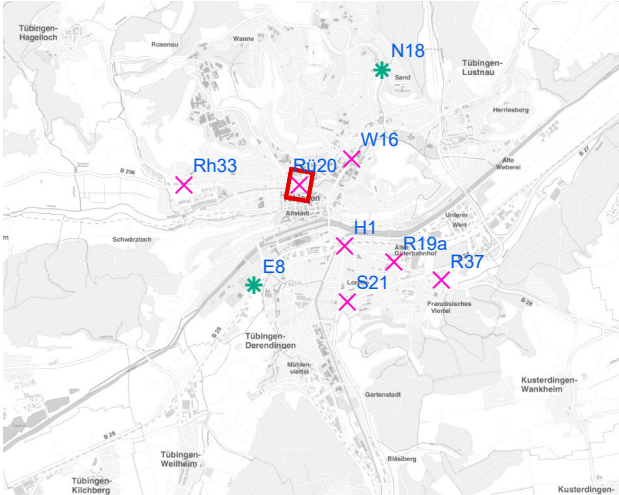 Tübingen-
Hagelloch
Rosenau
Wanne
N18
Sand
Tübingen-
Lustnau
Herrlesberg
B 27
W16
Alte
Weberei
Rh33
Rü20
B 296
Altstadt
Unterm
Wert
Schwärzloch
H1
Güterbahnhof
R19a
R37
E8
S21
B 28
Französisches
Viertel
B 28
Tübingen-
Derendingen
Mühlen-
viertel
Gartenstadt
Kusterdingen-
Wankheim
B 28
Bläsiberg
Tübingen-
Weilheim
Tübingen-
Kilchberg
Kusterdingen-